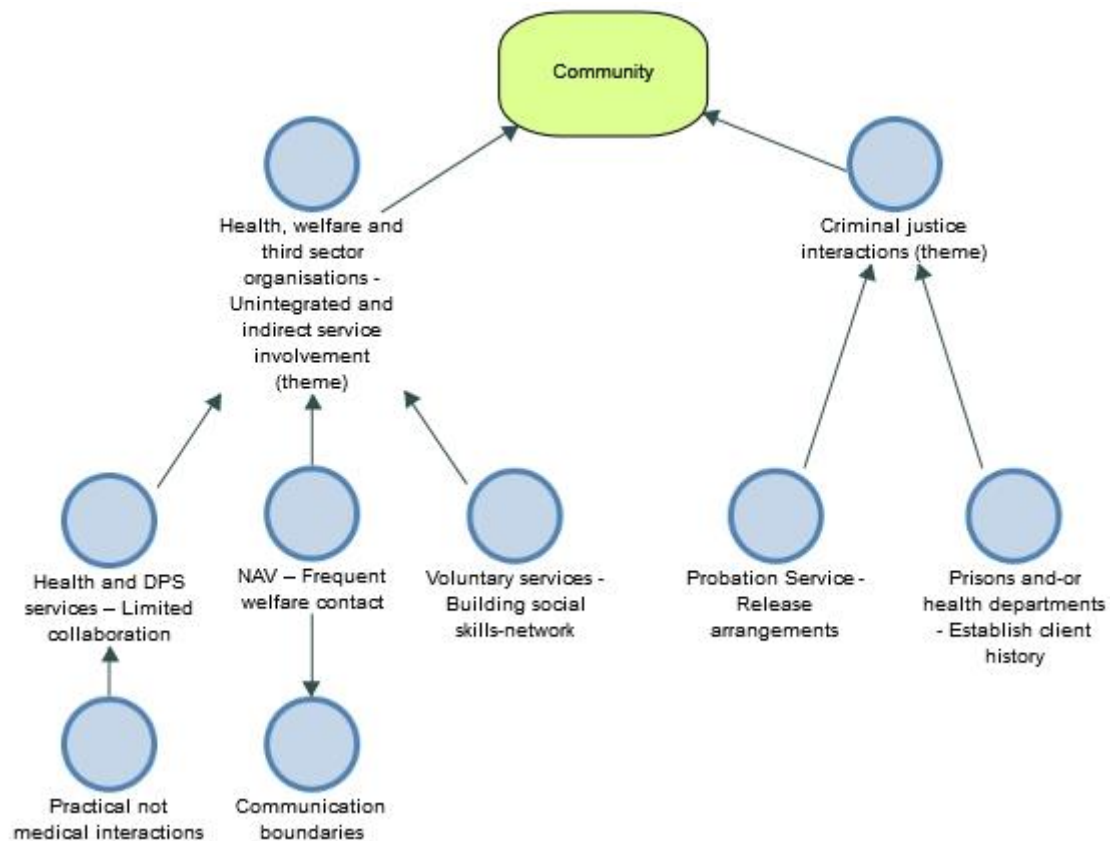 Community
Health, welfare and
third sector
organisations -
Unintegrated and
indirect service
involvement
(theme)
Criminal justice
interactions (theme)
Health and DPS
services – Limited
collaboration
NAV – Frequent
welfare contact
Voluntary services -
Building social
skills-network
Probation Service -
Release
arrangements
Prisons and-or
health departments
- Establish client
history
Practical not
medical interactions
Communication
boundaries